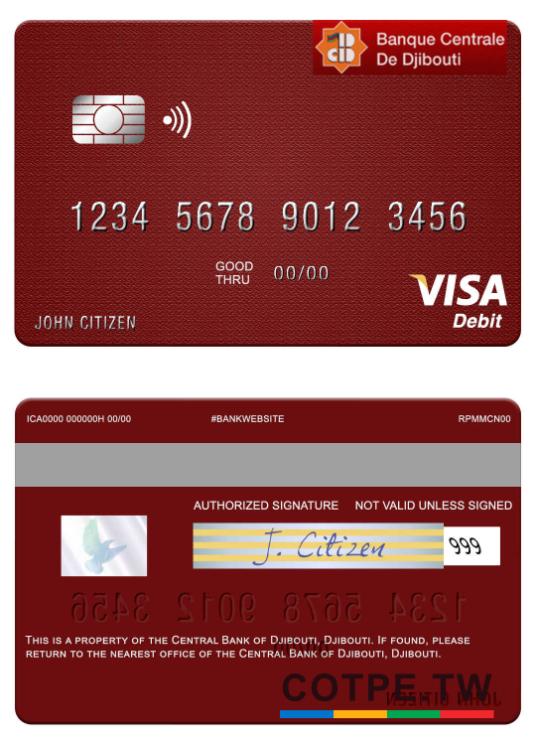 Banque Centrale
De Djibouti
1234 5678 9012 3456
GOOD
THRU 00/00
VISA
Debit
JOHN CITIZEN
ICA0000 000000H 00/00 #BANKWEBSITE RPMMCN00
AUTHORIZED SIGNATURE NOT VALID UNLESS SIGNED
J. Citizen 999
1234 5678 9012 3456
THIS IS A PROPERTY OF THE CENTRAL BANK OF DJIBOUTI, DJIBOUTI. IF FOUND, PLEASE
RETURN TO THE NEAREST OFFICE OF THE CENTRAL BANK OF DJIBOUTI, DJIBOUTI.
COTPE.TW
JOHN CITIZEN